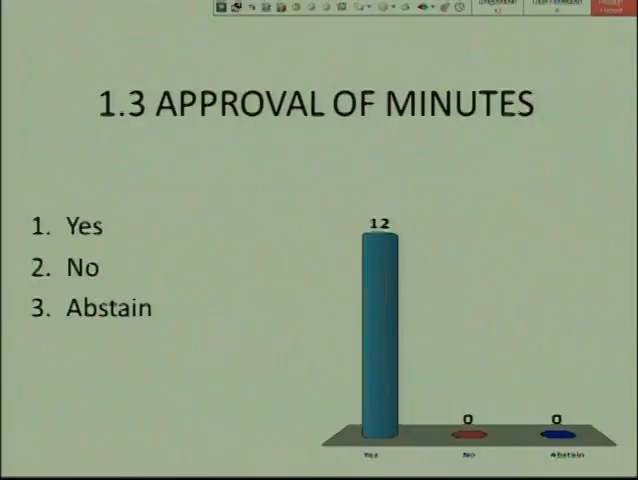 1.3 APPROVAL OF MINUTES
1. Yes
2. No
3. Abstain
12
0
0
Yes
No
Abstain